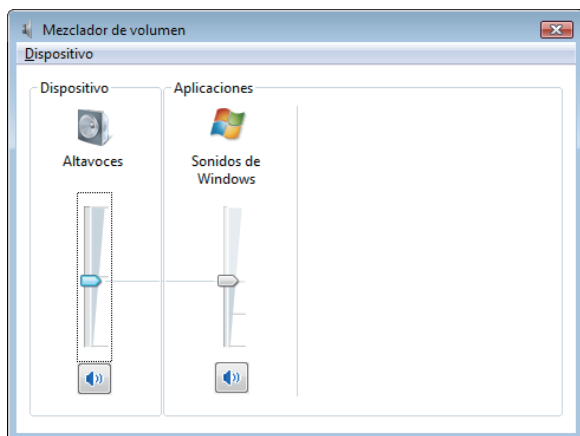 Mezclador de volumen
Dispositivo
Dispositivo
Aplicaciones
Altavoces
Sonidos de
Windows